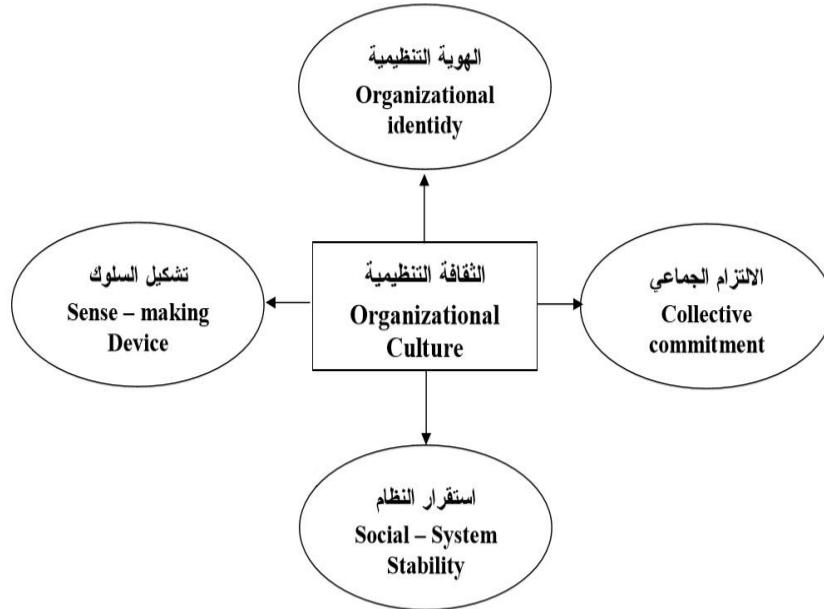 الهوية التنظيمية
Organizational
identidy
تشكيل السلوك
Sense – making
Device
الثقافة التنظيمية
Organizational
Culture
الالتزام الجماعي
Collective
commitment
استقرار النظام
Social – System
Stability